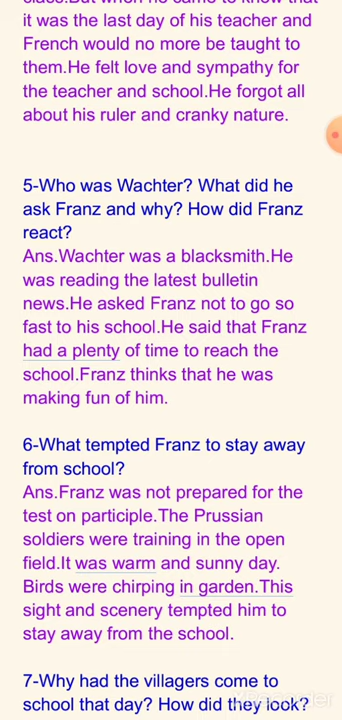 class.But when he came to know that
it was the last day of his teacher and
French would no more be taught to
them.He felt love and sympathy for
the teacher and school.He forgot all
about his ruler and cranky nature.
5-Who was Wachter? What did he
ask Franz and why? How did Franz
react?
Ans.Wachter was a blacksmith.He
was reading the latest bulletin
news.He asked Franz not to go so
fast to his school.He said that Franz
had a plenty of time to reach the
school.Franz thinks that he was
making fun of him.
6-What tempted Franz to stay away
from school?
Ans.Franz was not prepared for the
test on participle.The Prussian
soldiers were training in the open
field.It was warm and sunny day.
Birds were chirping in garden.This
sight and scenery tempted him to
stay away from the school.
7-Why had the villagers come to
school that day? How did they look?